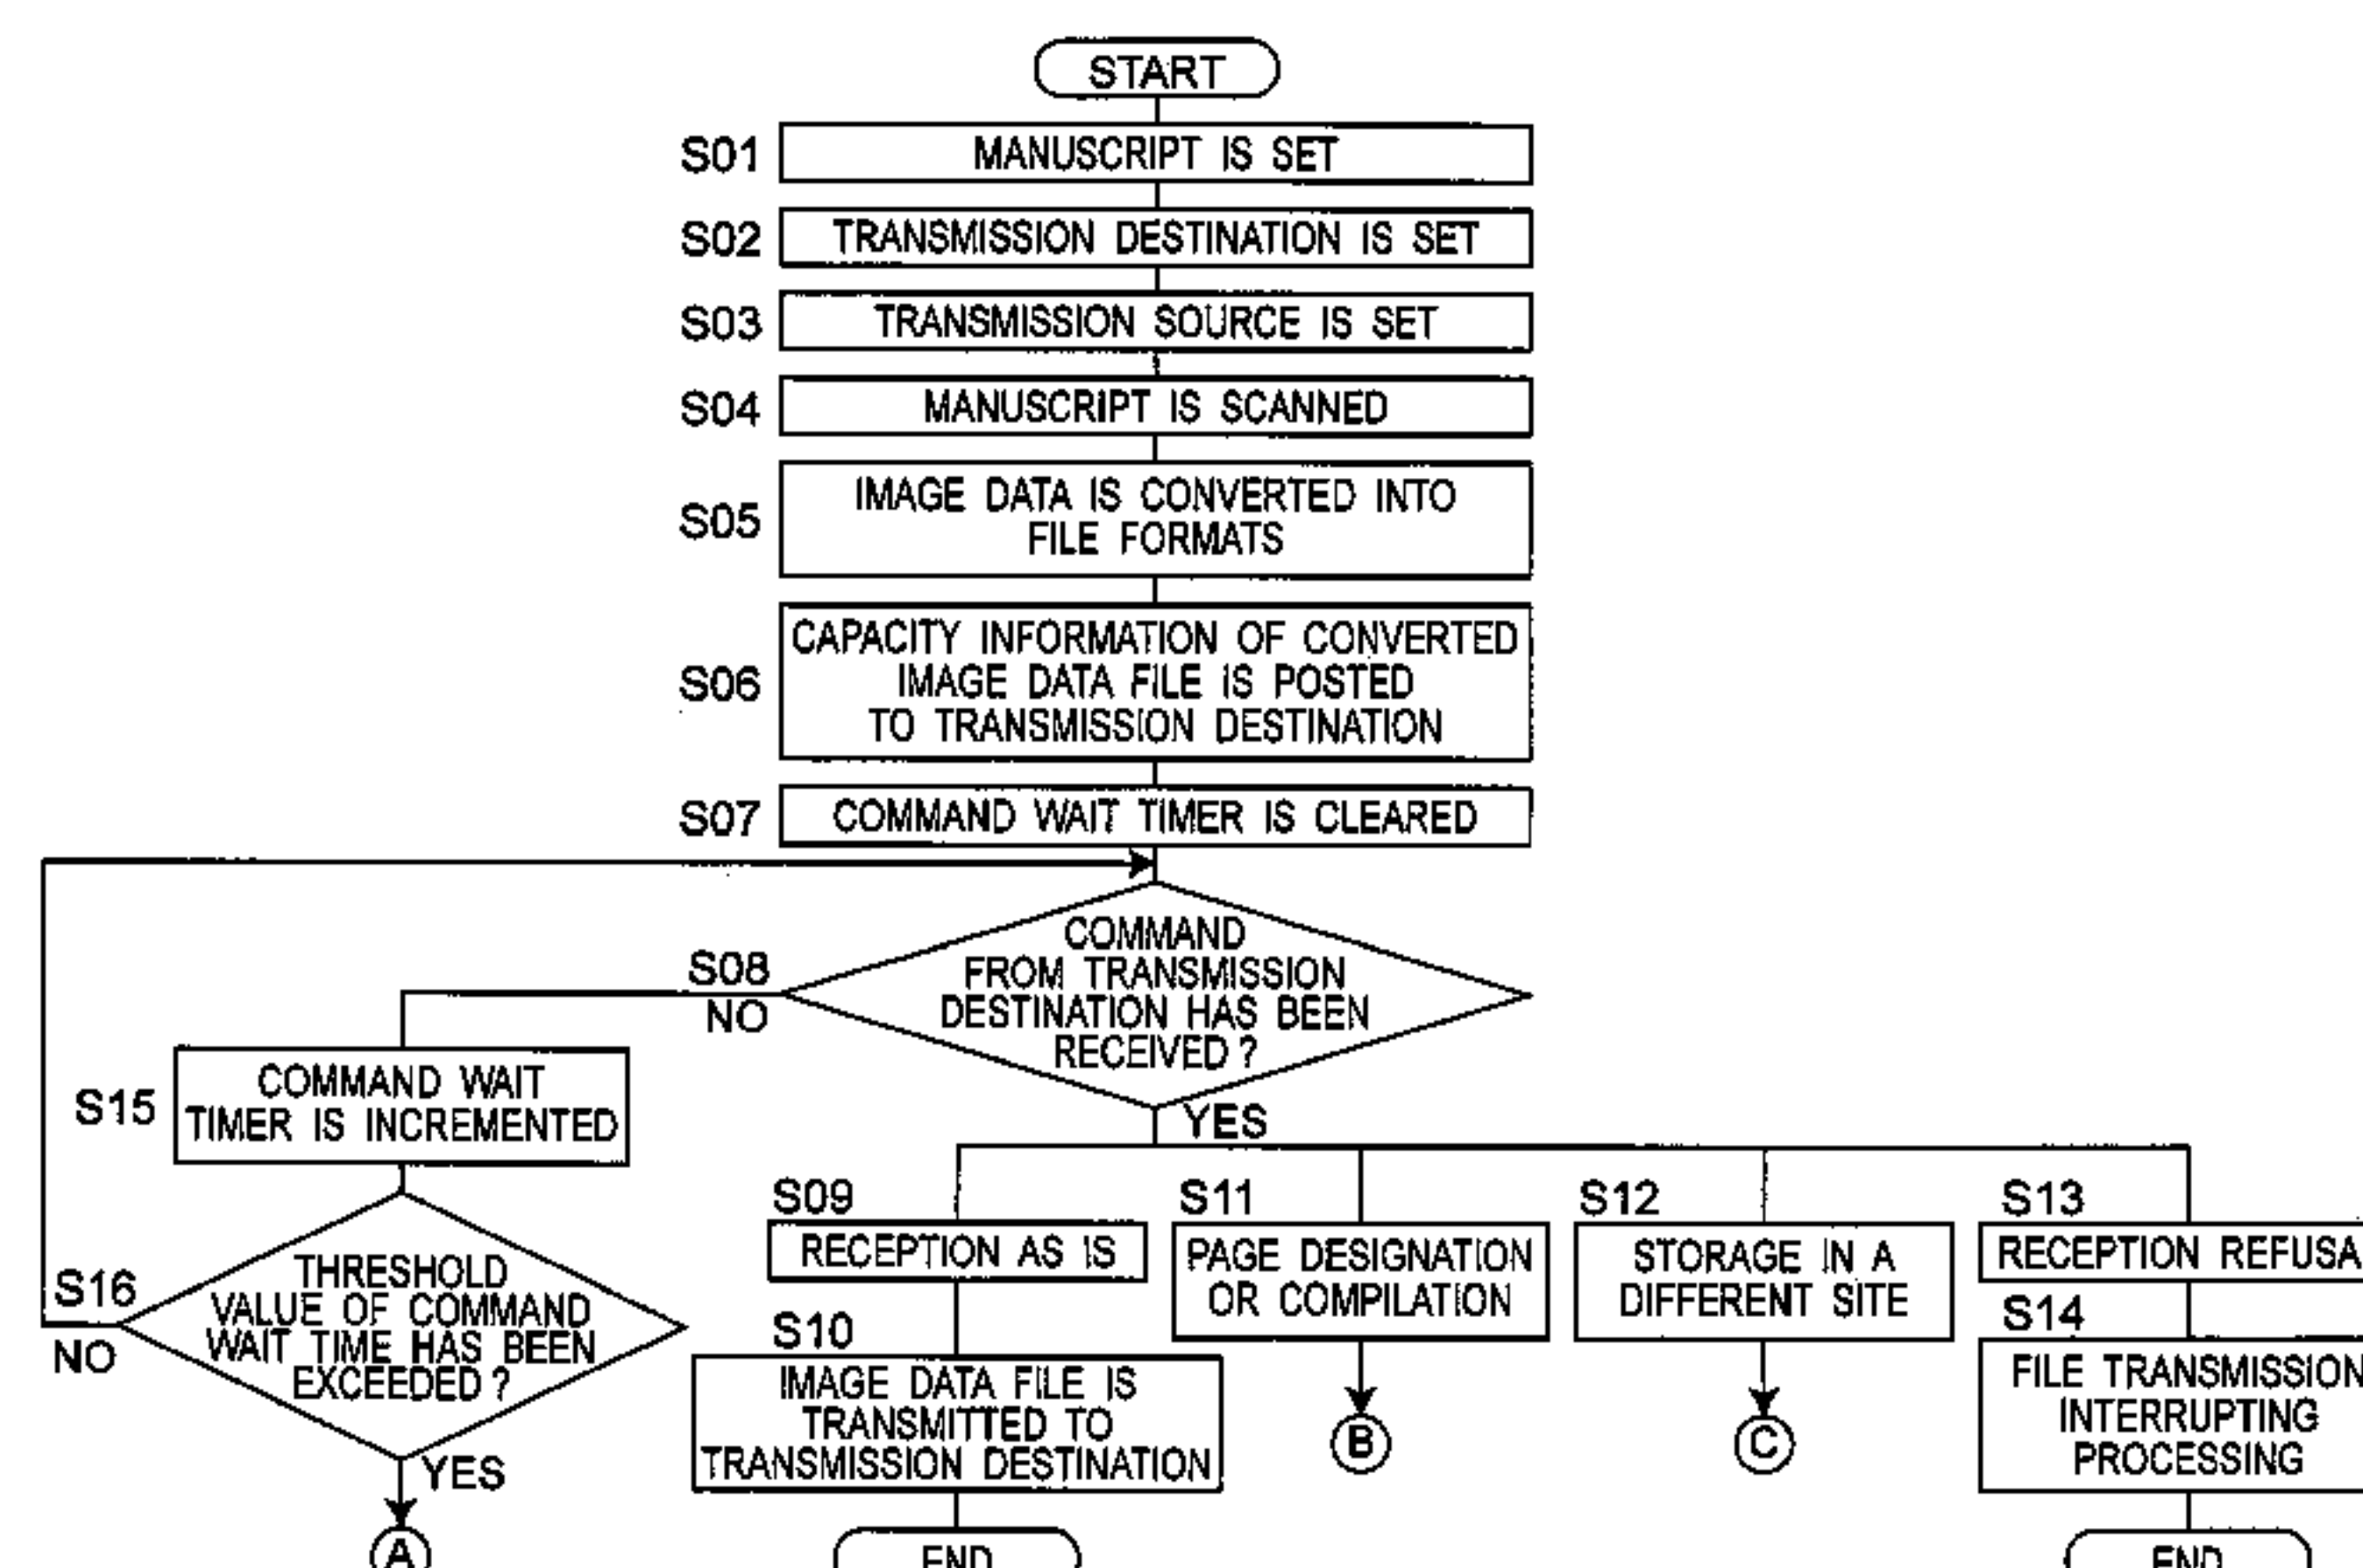 START
S01
MANUSCRIPT IS SET
S02
TRANSMISSION DESTINATION IS SET
S03
TRANSMISSION SOURCE IS SET
S04
MANUSCRIPT IS SCANNED
S05
IMAGE DATA IS CONVERTED INTO
FILE FORMATS
S06
CAPACITY INFORMATION OF CONVERTED
IMAGE DATA FILE IS POSTED
TO TRANSMISSION DESTINATION
S07
COMMAND WAIT TIMER IS CLEARED
S08
COMMAND
FROM TRANSMISSION
DESTINATION HAS BEEN
RECEIVED ?
NO
YES
S15
COMMAND WAIT
TIMER IS INCREMENTED
S16
THRESHOLD
VALUE OF COMMAND
WAIT TIME HAS BEEN
EXCEEDED ?
NO
YES
A
S09
RECEPTION AS IS
S10
IMAGE DATA FILE IS
TRANSMITTED TO
TRANSMISSION DESTINATION
END
S11
PAGE DESIGNATION
OR COMPILATION
B
S12
STORAGE IN A
DIFFERENT SITE
C
S13
RECEPTION REFUSA
S14
FILE TRANSMISSION
INTERRUPTING
PROCESSING
END